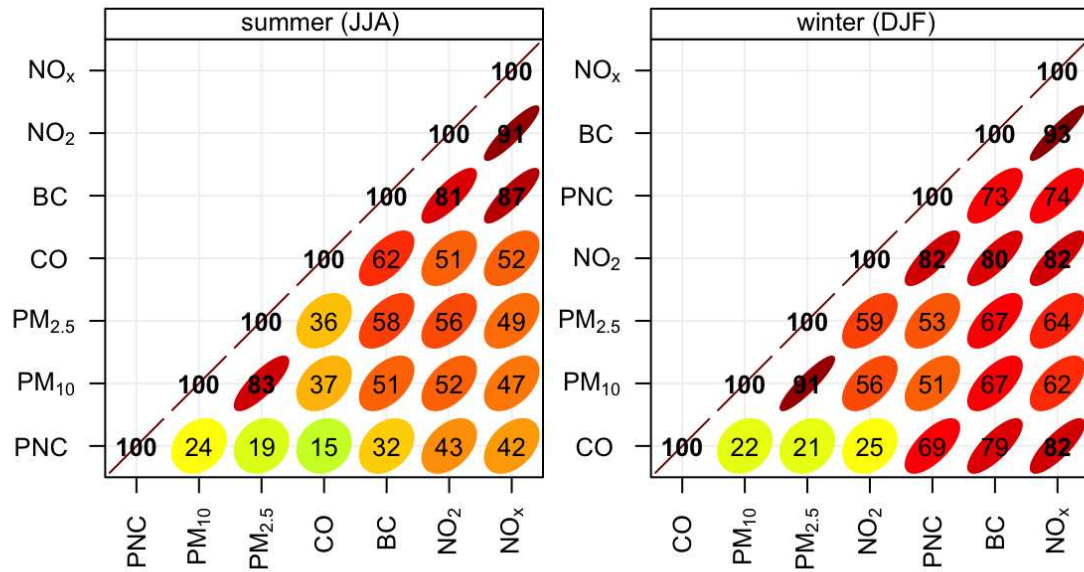 summer (JJA)
NOₓ 100
NO₂ 100 91
BC 100 81 87
CO 100 62 51 52
PM₂.₅ 100 36 58 56 49
PM₁₀ 100 83 37 51 52 47
PNC 100 24 19 15 32 43 42
PNC PM₁₀ PM₂.₅ CO BC NO₂ NOₓ
winter (DJF)
NOₓ 100
BC 100 93
PNC 100 73 74
NO₂ 100 82 80 82
PM₂.₅ 100 59 53 67 64
PM₁₀ 100 91 56 51 67 62
CO 100 22 21 25 69 79 82
CO PM₁₀ PM₂.₅ NO₂ PNC BC NOₓ